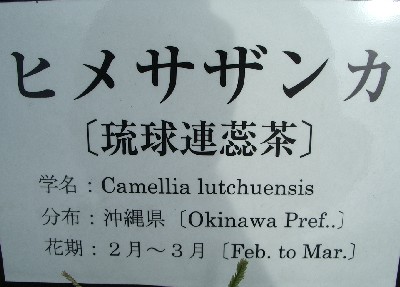 ヒメサザンカ
〔琉球連蕊茶〕
学名：Camellia lutchuensis
分布：沖縄県〔Okinawa Pref..〕
花期：２月～３月〔Feb. to Mar.〕